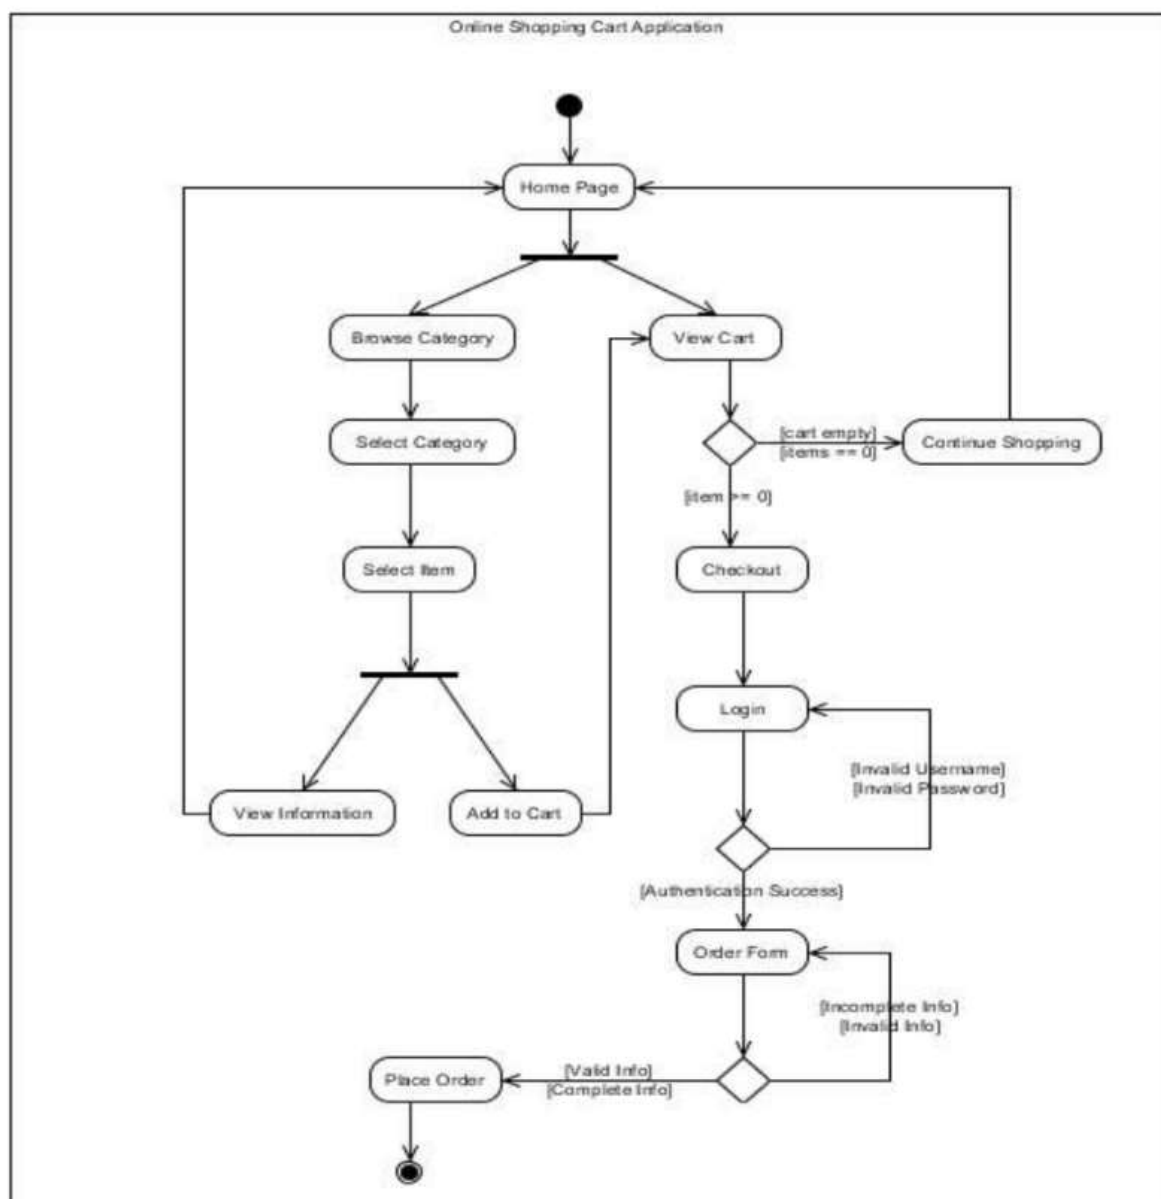 Online Shopping Cart Application
Home Page
Browse Category
View Cart
Select Category
[cart empty]
[items == 0]
Continue Shopping
[item >= 0]
Select Item
Checkout
Login
[Invalid Username]
[Invalid Password]
View Information
Add to Cart
[Authentication Success]
Order Form
[Incomplete Info]
[Invalid Info]
Place Order
[Valid Info]
[Complete Info]